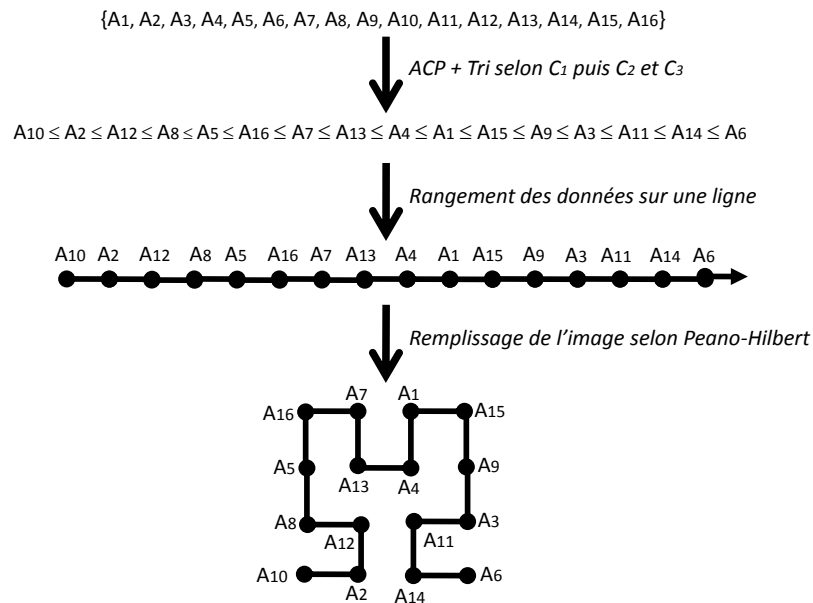 {A1, A2, A3, A4, A5, A6, A7, A8, A9, A10, A11, A12, A13, A14, A15, A16}
ACP + Tri selon C1 puis C2 et C3
A10 ≤ A2 ≤ A12 ≤ A8 ≤ A5 ≤ A16 ≤ A7 ≤ A13 ≤ A4 ≤ A1 ≤ A15 ≤ A9 ≤ A3 ≤ A11 ≤ A14 ≤ A6
Rangement des données sur une ligne
A10 A2 A12 A8 A5 A16 A7 A13 A4 A1 A15 A9 A3 A11 A14 A6
Remplissage de l'image selon Peano-Hilbert
A7 A1
A16 A15
A5 A9
A13 A4
A8 A3
A12 A11
A10 A6
A2 A14